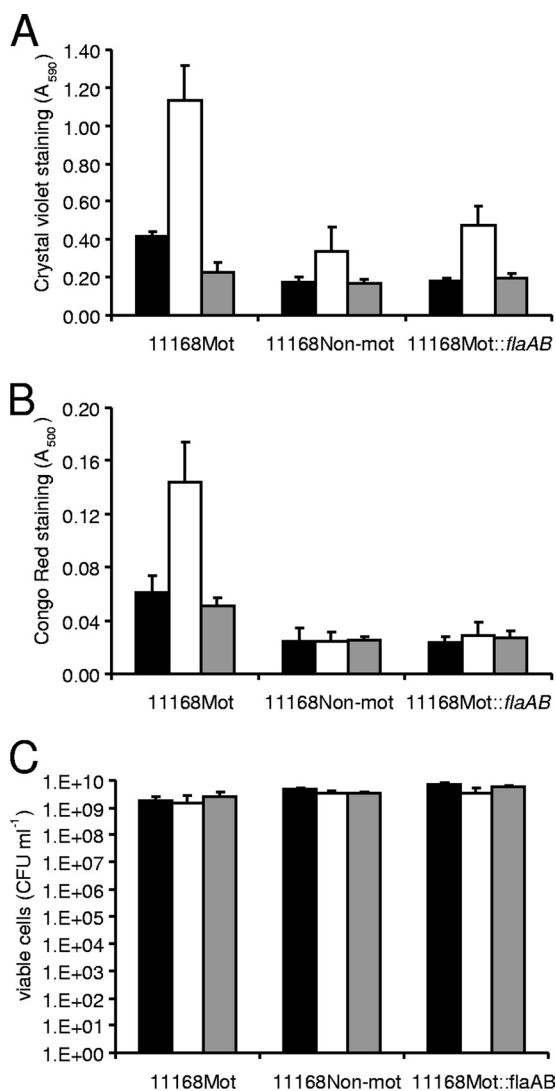 A
Crystal violet staining (A590)
1.40
1.20
1.00
0.80
0.60
0.40
0.20
0.00
11168Mot 11168Non-mot 11168Mot::flaAB
B
Congo Red staining (A500)
0.20
0.16
0.12
0.08
0.04
0.00
11168Mot 11168Non-mot 11168Mot::flaAB
C
viable cells (CFU ml-1)
1.E+10
1.E+09
1.E+08
1.E+07
1.E+06
1.E+05
1.E+04
1.E+03
1.E+02
1.E+01
1.E+00
11168Mot 11168Non-mot 11168Mot::flaAB